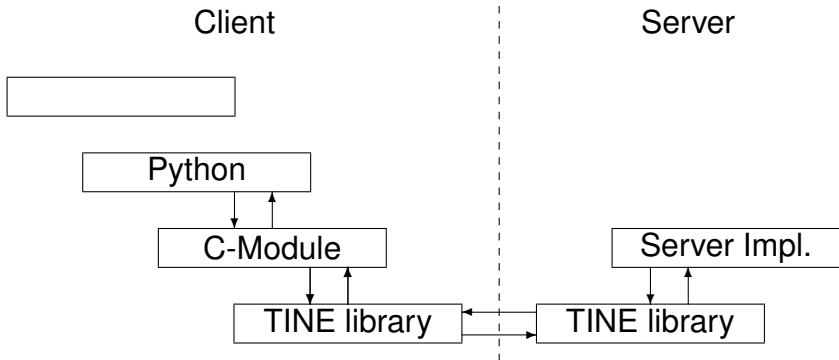 Client
Server
Python
C-Module
Server Impl.
TINE library
TINE library